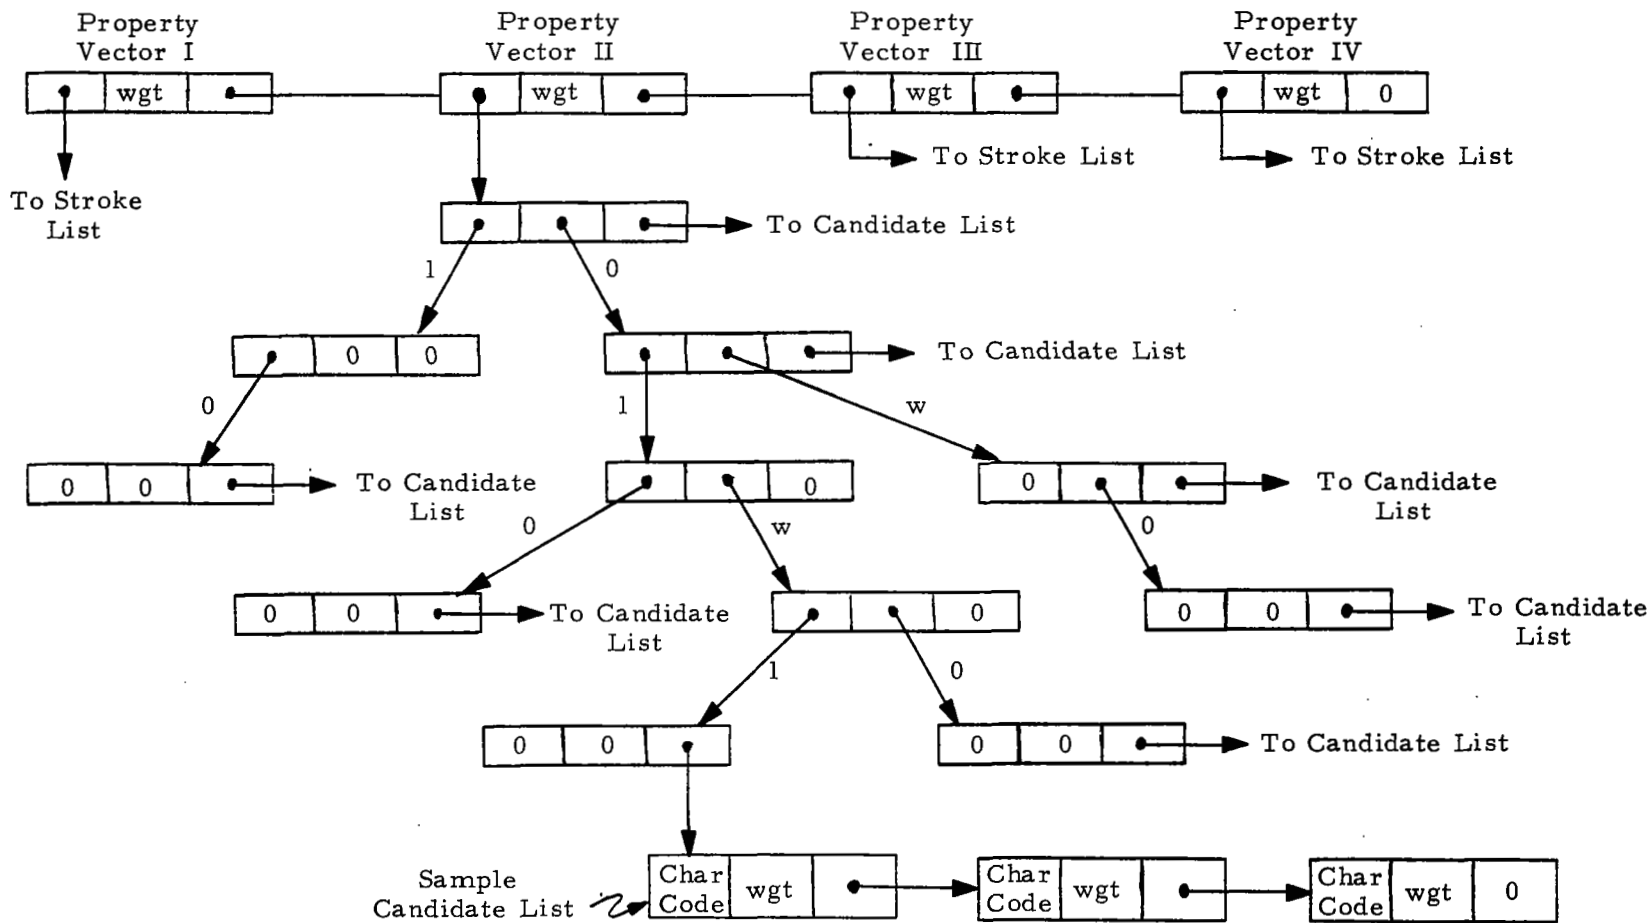 Property Vector I
Property Vector II
Property Vector III
Property Vector IV
wgt
wgt
wgt
wgt 0
To Stroke List
To Stroke List
To Stroke List
To Candidate List
1
0
0 0
To Candidate List
0
1
w
0 0
To Candidate List
0
0
To Candidate List
0
w
0
0 0
To Candidate List
0
0 0
To Candidate List
1
0
0 0
0 0
To Candidate List
Sample Candidate List
Char Code wgt
Char Code wgt
Char Code wgt 0